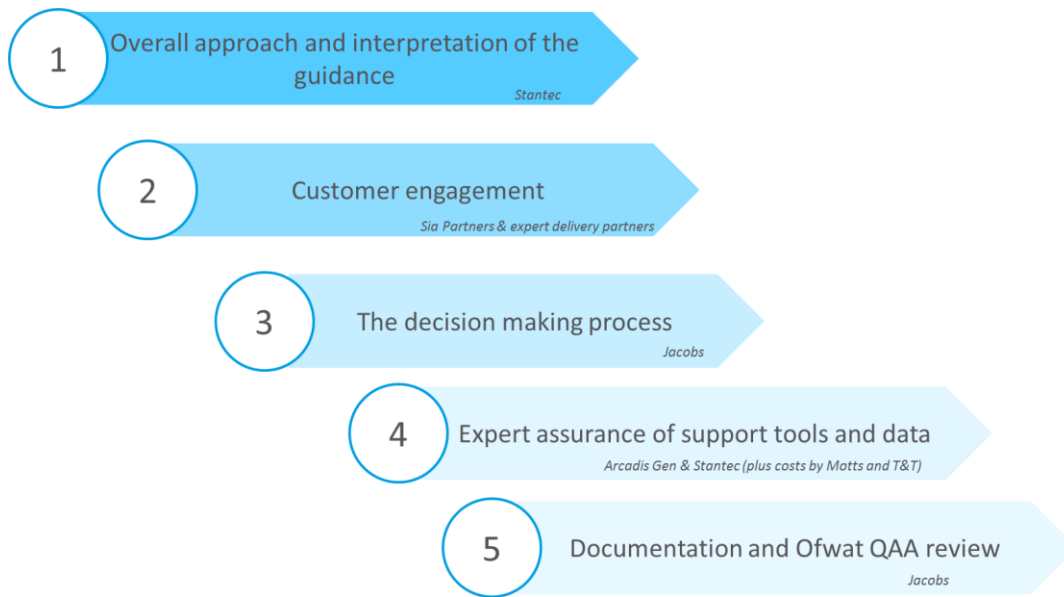 1
Overall approach and interpretation of the
guidance
Stantec
2
Customer engagement
Sia Partners & expert delivery partners
3
The decision making process
Jacobs
4
Expert assurance of support tools and data
Arcadis Gen & Stantec (plus costs by Motts and T&T)
5
Documentation and Ofwat QAA review
Jacobs